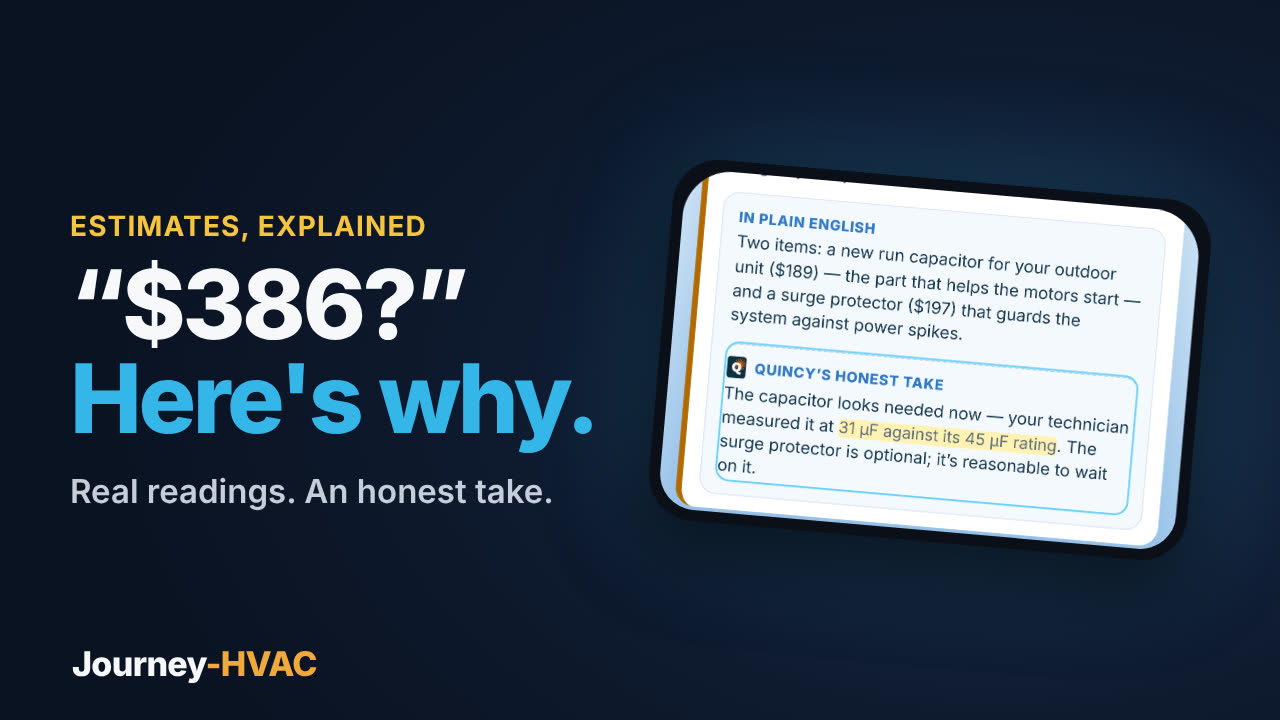 ESTIMATES, EXPLAINED
“$386?”
Here's why.
Real readings. An honest take.
Journey-HVAC
IN PLAIN ENGLISH
Two items: a new run capacitor for your outdoor
unit ($189) — the part that helps the motors start —
and a surge protector ($197) that guards the
system against power spikes.
QUINCY’S HONEST TAKE
The capacitor looks needed now — your technician
measured it at 31 µF against its 45 µF rating. The
surge protector is optional; it’s reasonable to wait
on it.